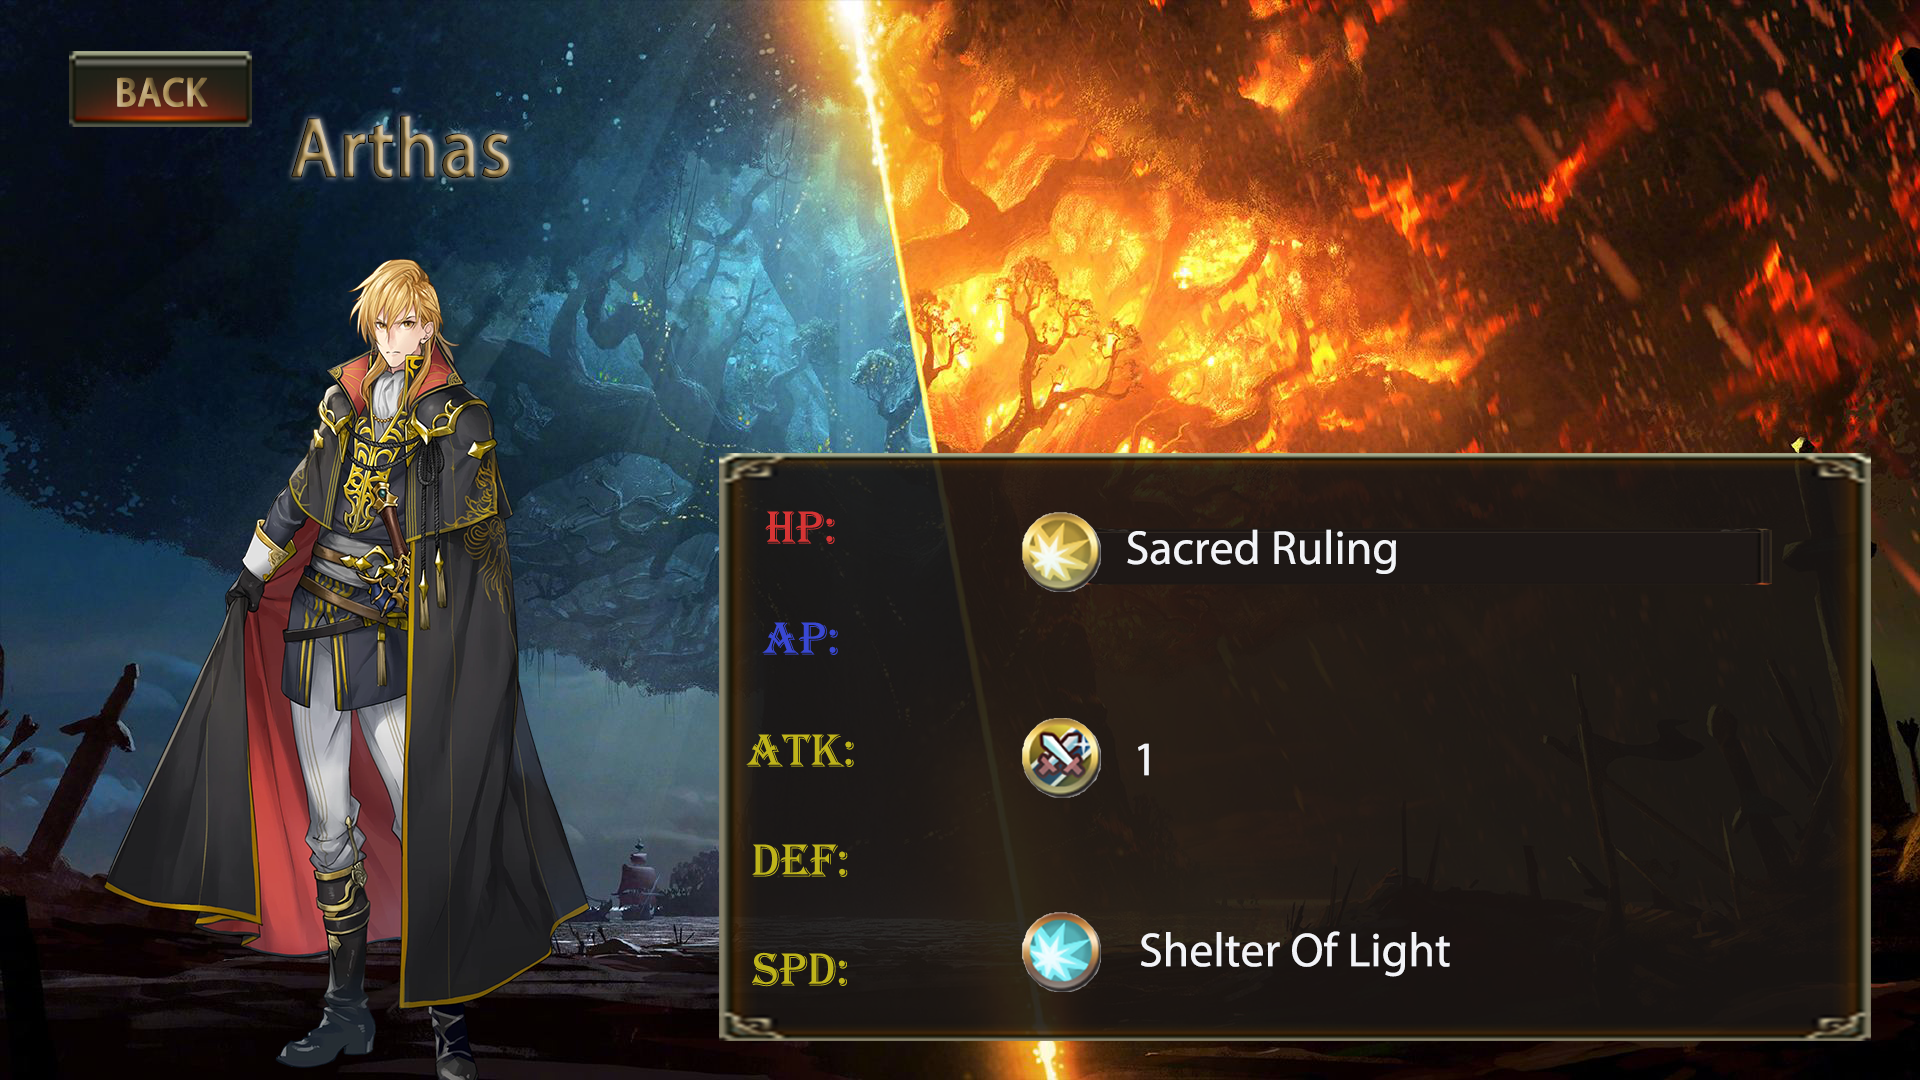 BACK
Arthas
HP:
Sacred Ruling
AP:
ATK:
1
DEF:
Shelter Of Light
SPD: